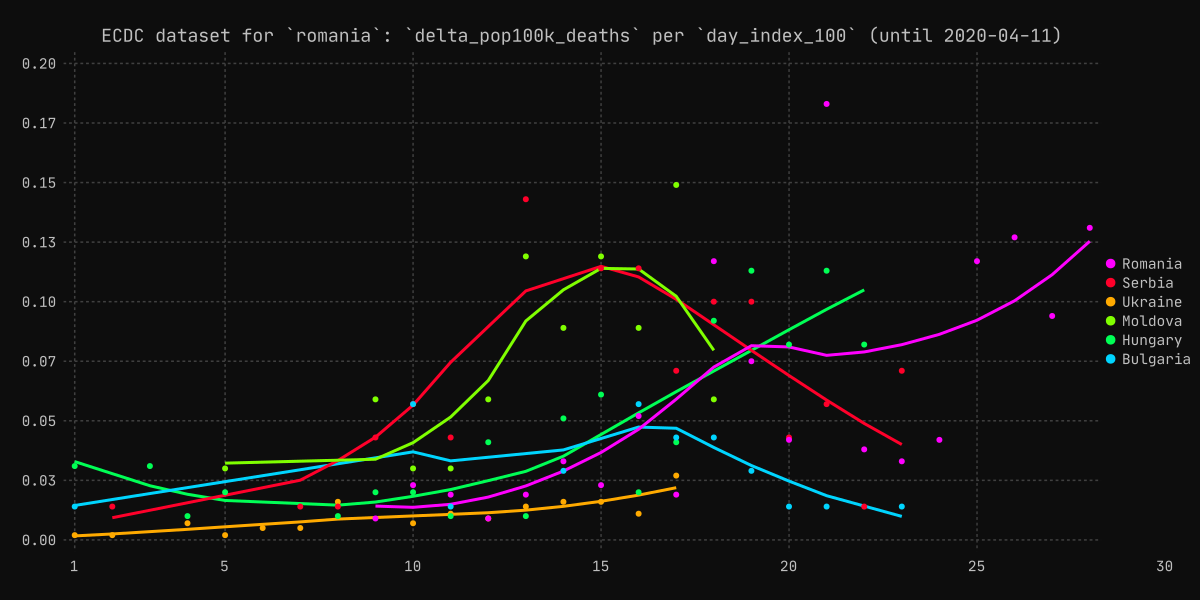 ECDC dataset for `romania`: `delta_pop100k_deaths` per `day_index_100` (until 2020-04-11)
0.20
0.17
0.15
0.13
0.10
0.07
0.05
0.03
0.00
1 5 10 15 20 25 30
Romania
Serbia
Ukraine
Moldova
Hungary
Bulgaria